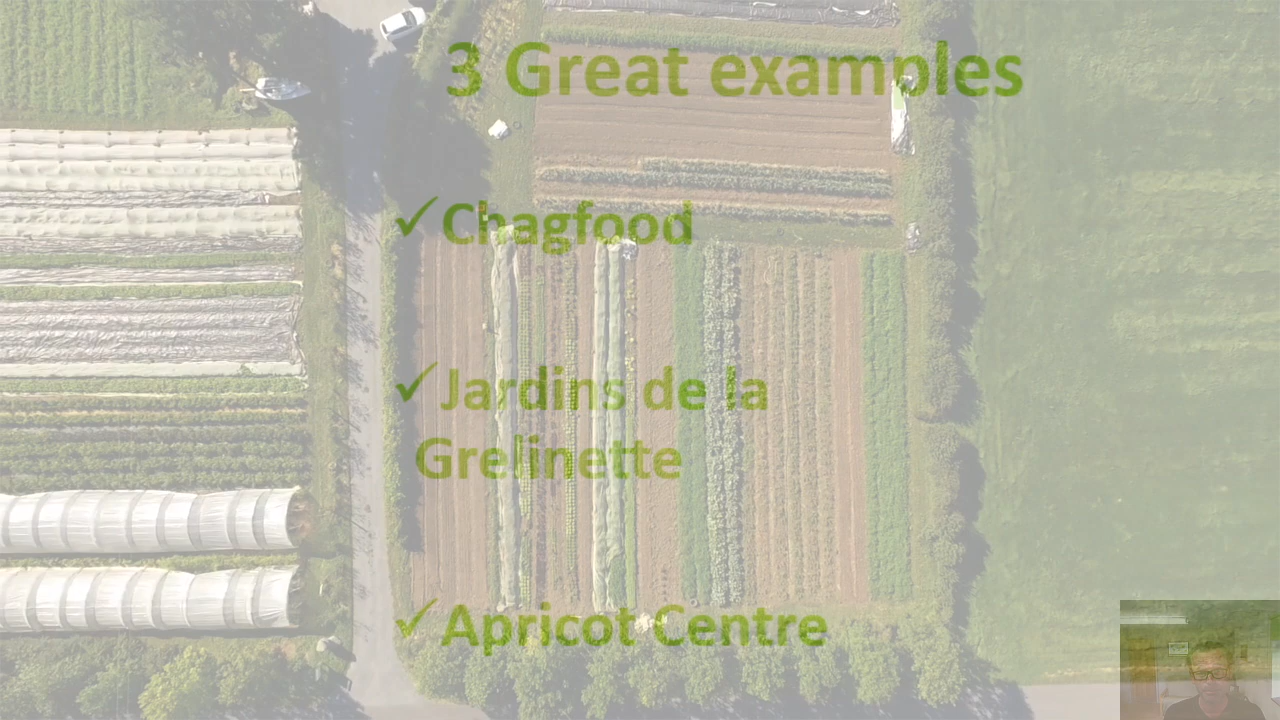 3 Great examples
✓ Chagfood
✓ Jardins de la
Grelinette
✓ Apricot Centre